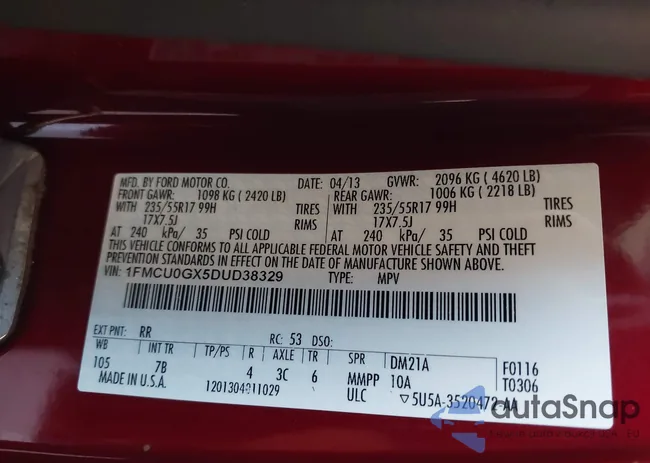 MFD. BY FORD MOTOR CO. DATE: 04/13 GVWR: 2096 KG ( 4620 LB)
FRONT GAWR: 1098 KG ( 2420 LB) REAR GAWR: 1006 KG ( 2218 LB)
WITH 235/55R17 99H TIRES WITH 235/55R17 99H TIRES
17X7.5J RIMS 17X7.5J RIMS
AT 240 kPa/ 35 PSI COLD AT 240 kPa/ 35 PSI COLD
THIS VEHICLE CONFORMS TO ALL APPLICABLE FEDERAL MOTOR VEHICLE SAFETY AND THEFT
PREVENTION STANDARDS IN EFFECT ON THE DATE OF MANUFACTURE SHOWN ABOVE.
VIN: 1FMCU0GX5DUD38329 TYPE: MPV
EXT PNT: RR RC: 53 DSO:
WB INT TR TP/PS R AXLE TR SPR DM21A F0116
105 7B 4 3C 6 MMPP 10A T0306
MADE IN U.S.A. ULC ▽5U5A-3520472-AA
autoSnap